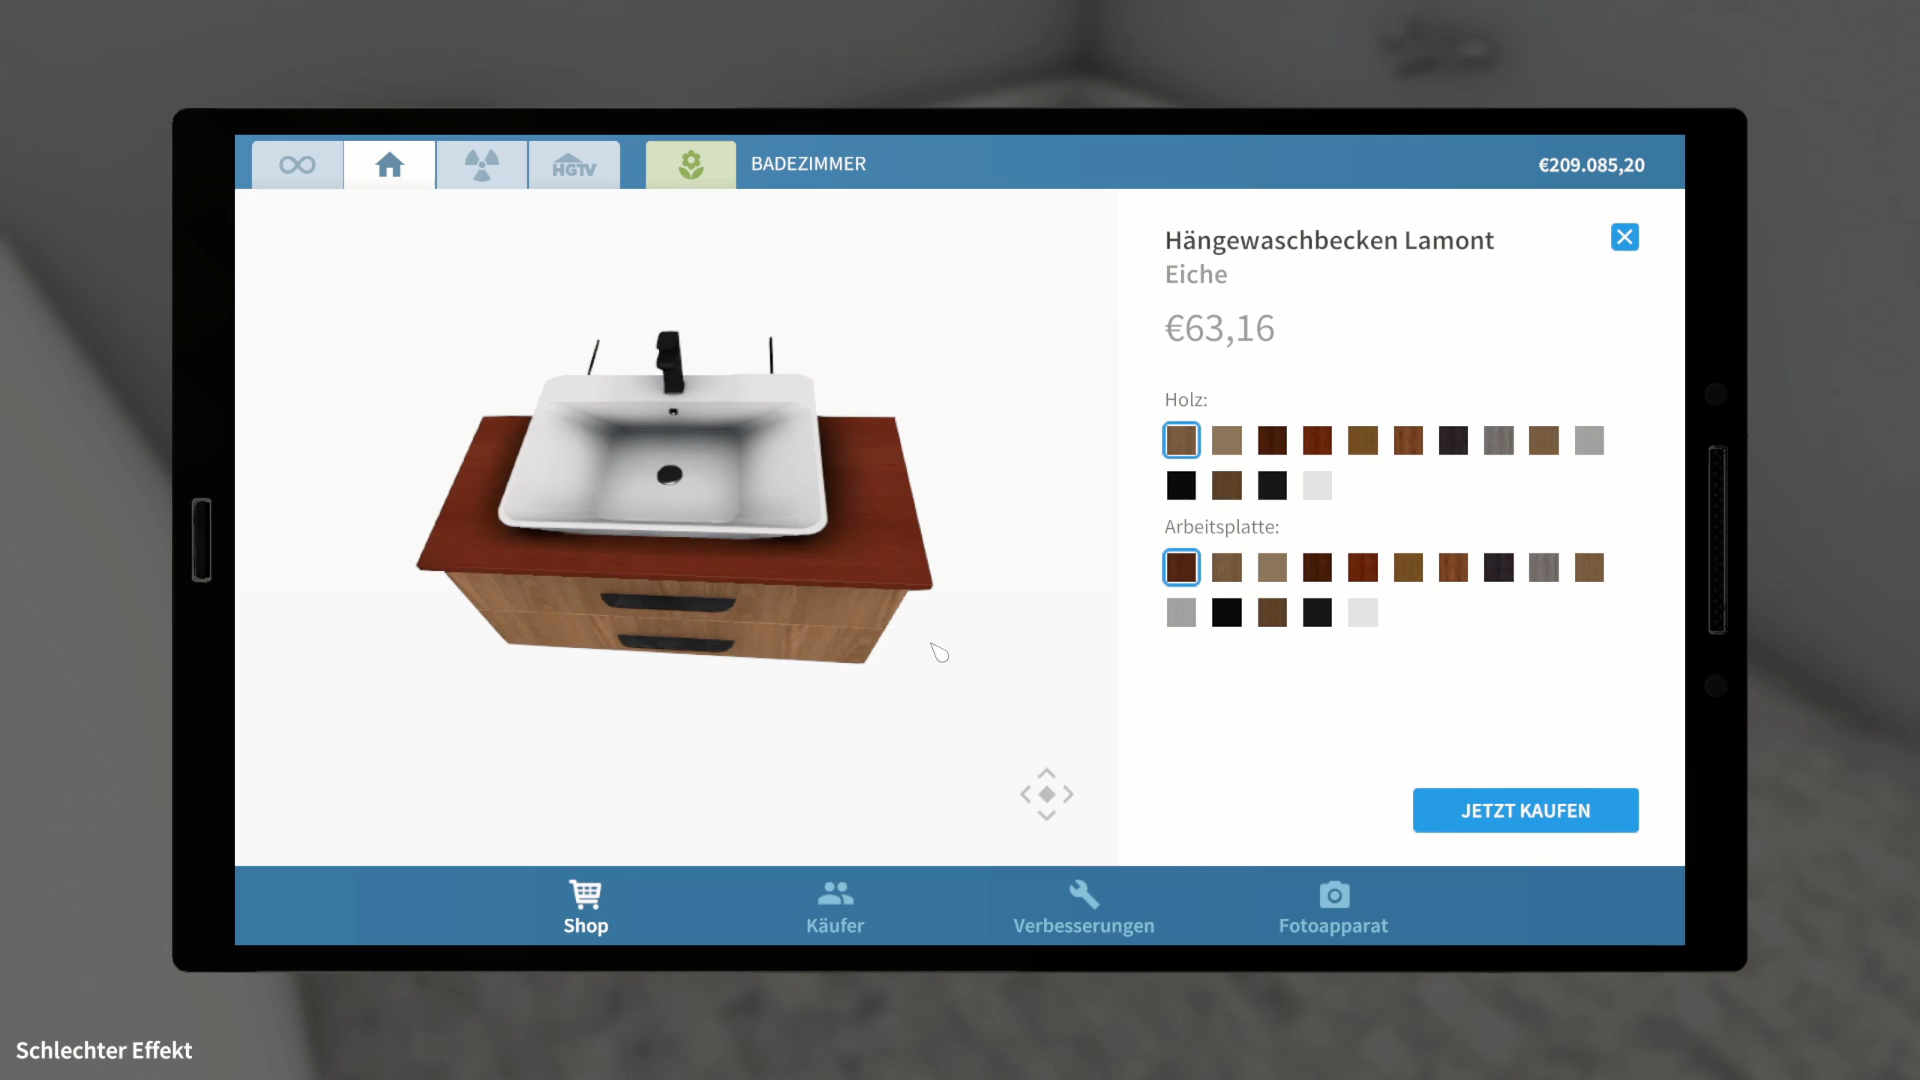 HGTV
BADEZIMMER
€209.085,20
Hängewaschbecken Lamont
Eiche
€63,16
Holz:
Arbeitsplatte:
JETZT KAUFEN
Shop
Käufer
Verbesserungen
Fotoapparat
Schlechter Effekt